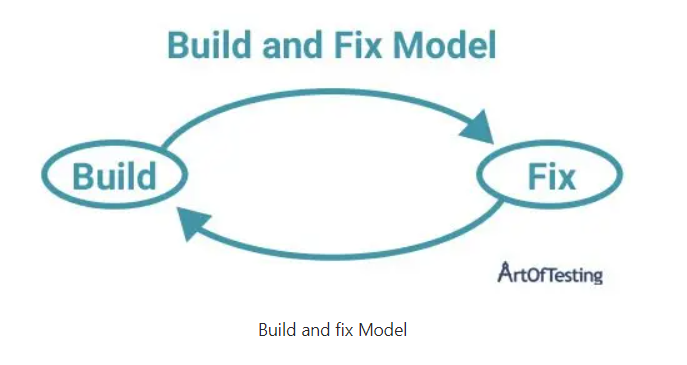 Build and Fix Model
Build
Fix
ArtOfTesting
Build and fix Model